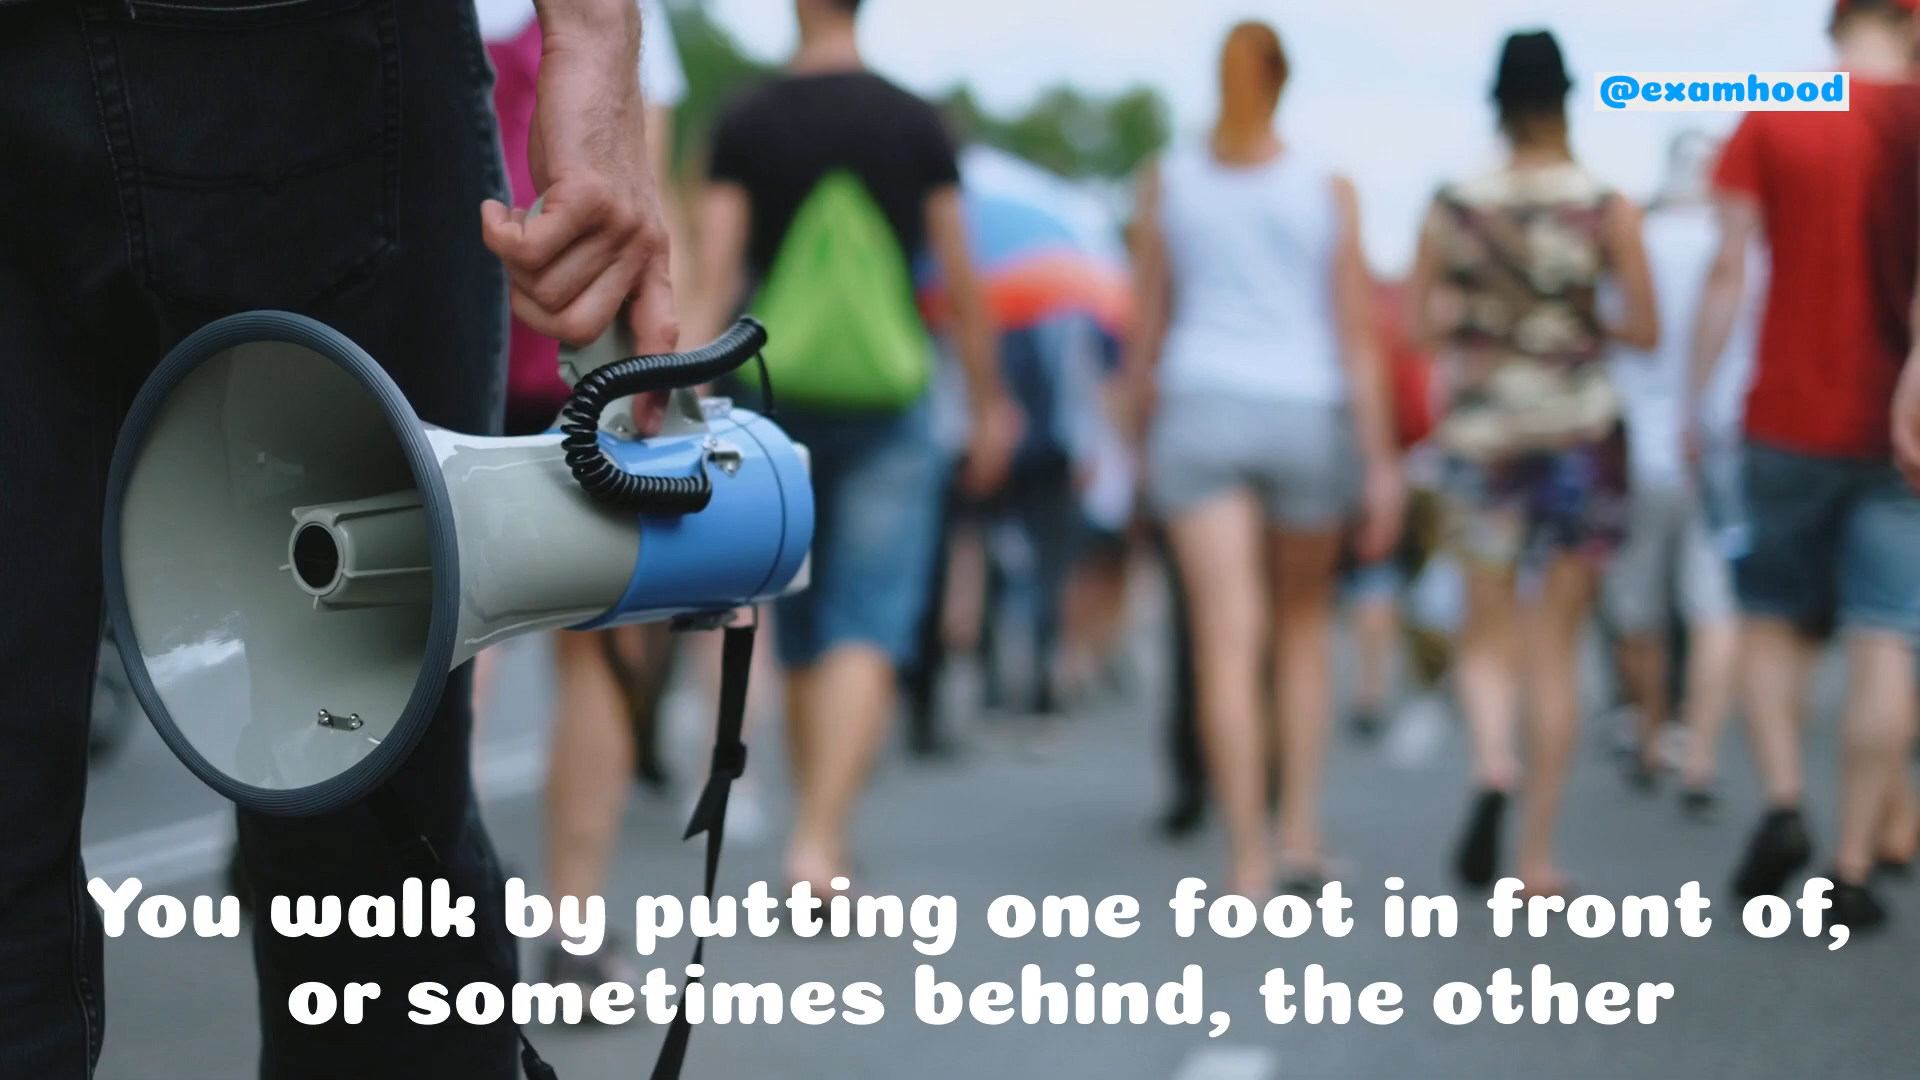 @examhood
You walk by putting one foot in front of,
or sometimes behind, the other